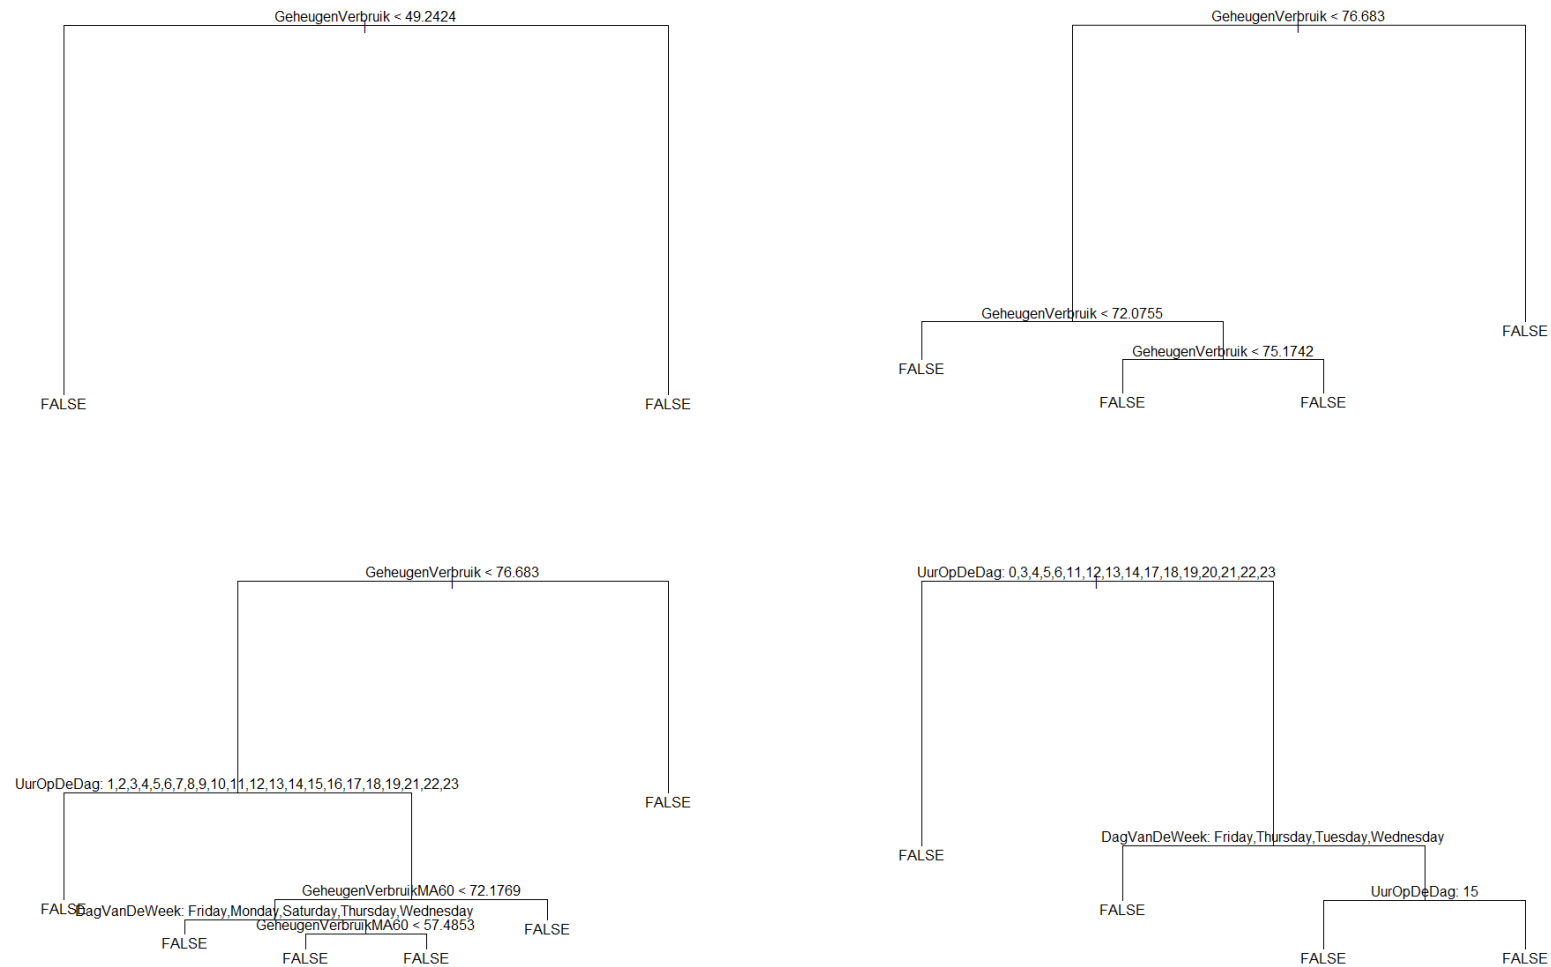 GeheugenVerbruik < 49.2424
FALSE
FALSE
GeheugenVerbruik < 76.683
GeheugenVerbruik < 72.0755
FALSE
GeheugenVerbruik < 75.1742
FALSE
FALSE
FALSE
GeheugenVerbruik < 76.683
UurOpDeDag: 1,2,3,4,5,6,7,8,9,10,11,12,13,14,15,16,17,18,19,21,22,23
FALSE
GeheugenVerbruikMA60 < 72.1769
FALSE
DagVanDeWeek: Friday,Monday,Saturday,Thursday,Wednesday
GeheugenVerbruikMA60 < 57.4853
FALSE
FALSE
FALSE
FALSE
UurOpDeDag: 0,3,4,5,6,11,12,13,14,17,18,19,20,21,22,23
FALSE
DagVanDeWeek: Friday,Thursday,Tuesday,Wednesday
FALSE
UurOpDeDag: 15
FALSE
FALSE